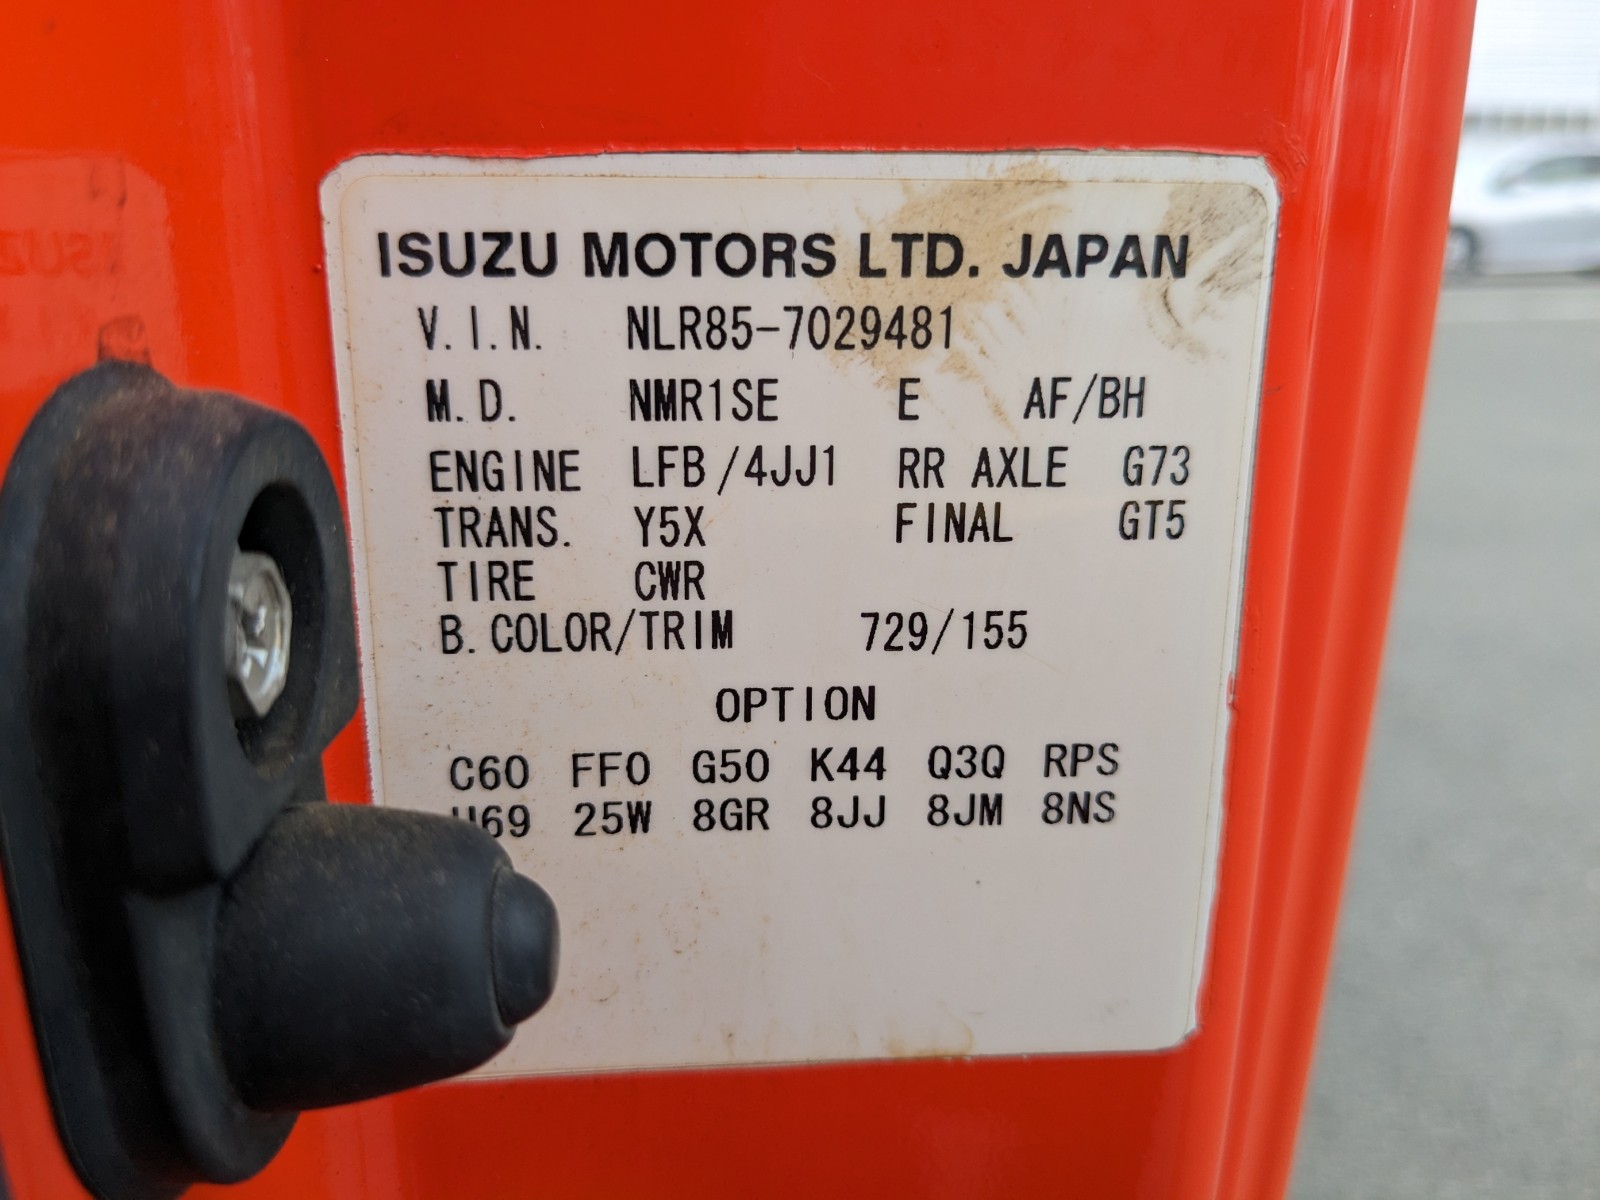 ISUZU MOTORS LTD. JAPAN
V.I.N. NLR85-7029481
M.D. NMR1SE E AF/BH
ENGINE LFB/4JJ1 RR AXLE G73
TRANS. Y5X FINAL GT5
TIRE CWR
B.COLOR/TRIM 729/155
OPTION
C60 FF0 G50 K44 Q3Q RPS
25W 8GR 8JJ 8JM 8NS